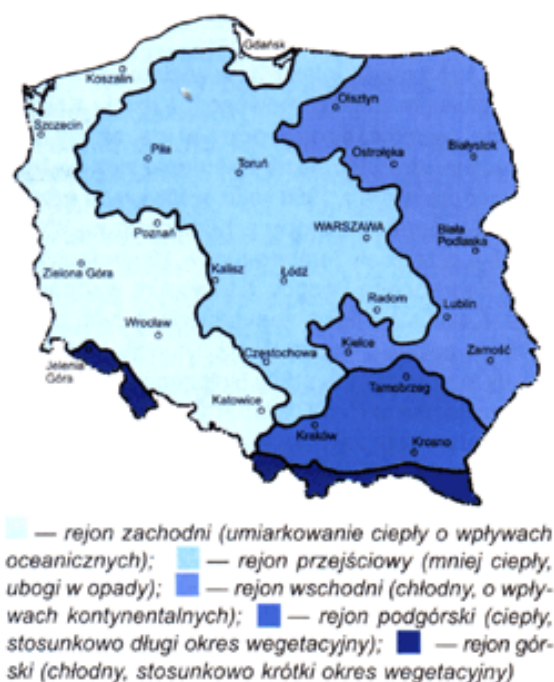 Gdańsk
Koszalin
Olsztyn
Szczecin
Piła
Toruń
Ostrołęka
Białystok
Poznań
WARSZAWA
Biała
Podlaska
Zielona Góra
Kalisz
Łódź
Radom
Lublin
Wrocław
Częstochowa
Kielce
Zamość
Jelenia
Góra
Tarnobrzeg
Katowice
Kraków
Krosno
— rejon zachodni (umiarkowanie ciepły o wpływach
oceanicznych); — rejon przejściowy (mniej ciepły,
ubogi w opady); — rejon wschodni (chłodny, o wpły-
wach kontynentalnych); — rejon podgórski (ciepły,
stosunkowo długi okres wegetacyjny); — rejon gór-
ski (chłodny, stosunkowo krótki okres wegetacyjny)